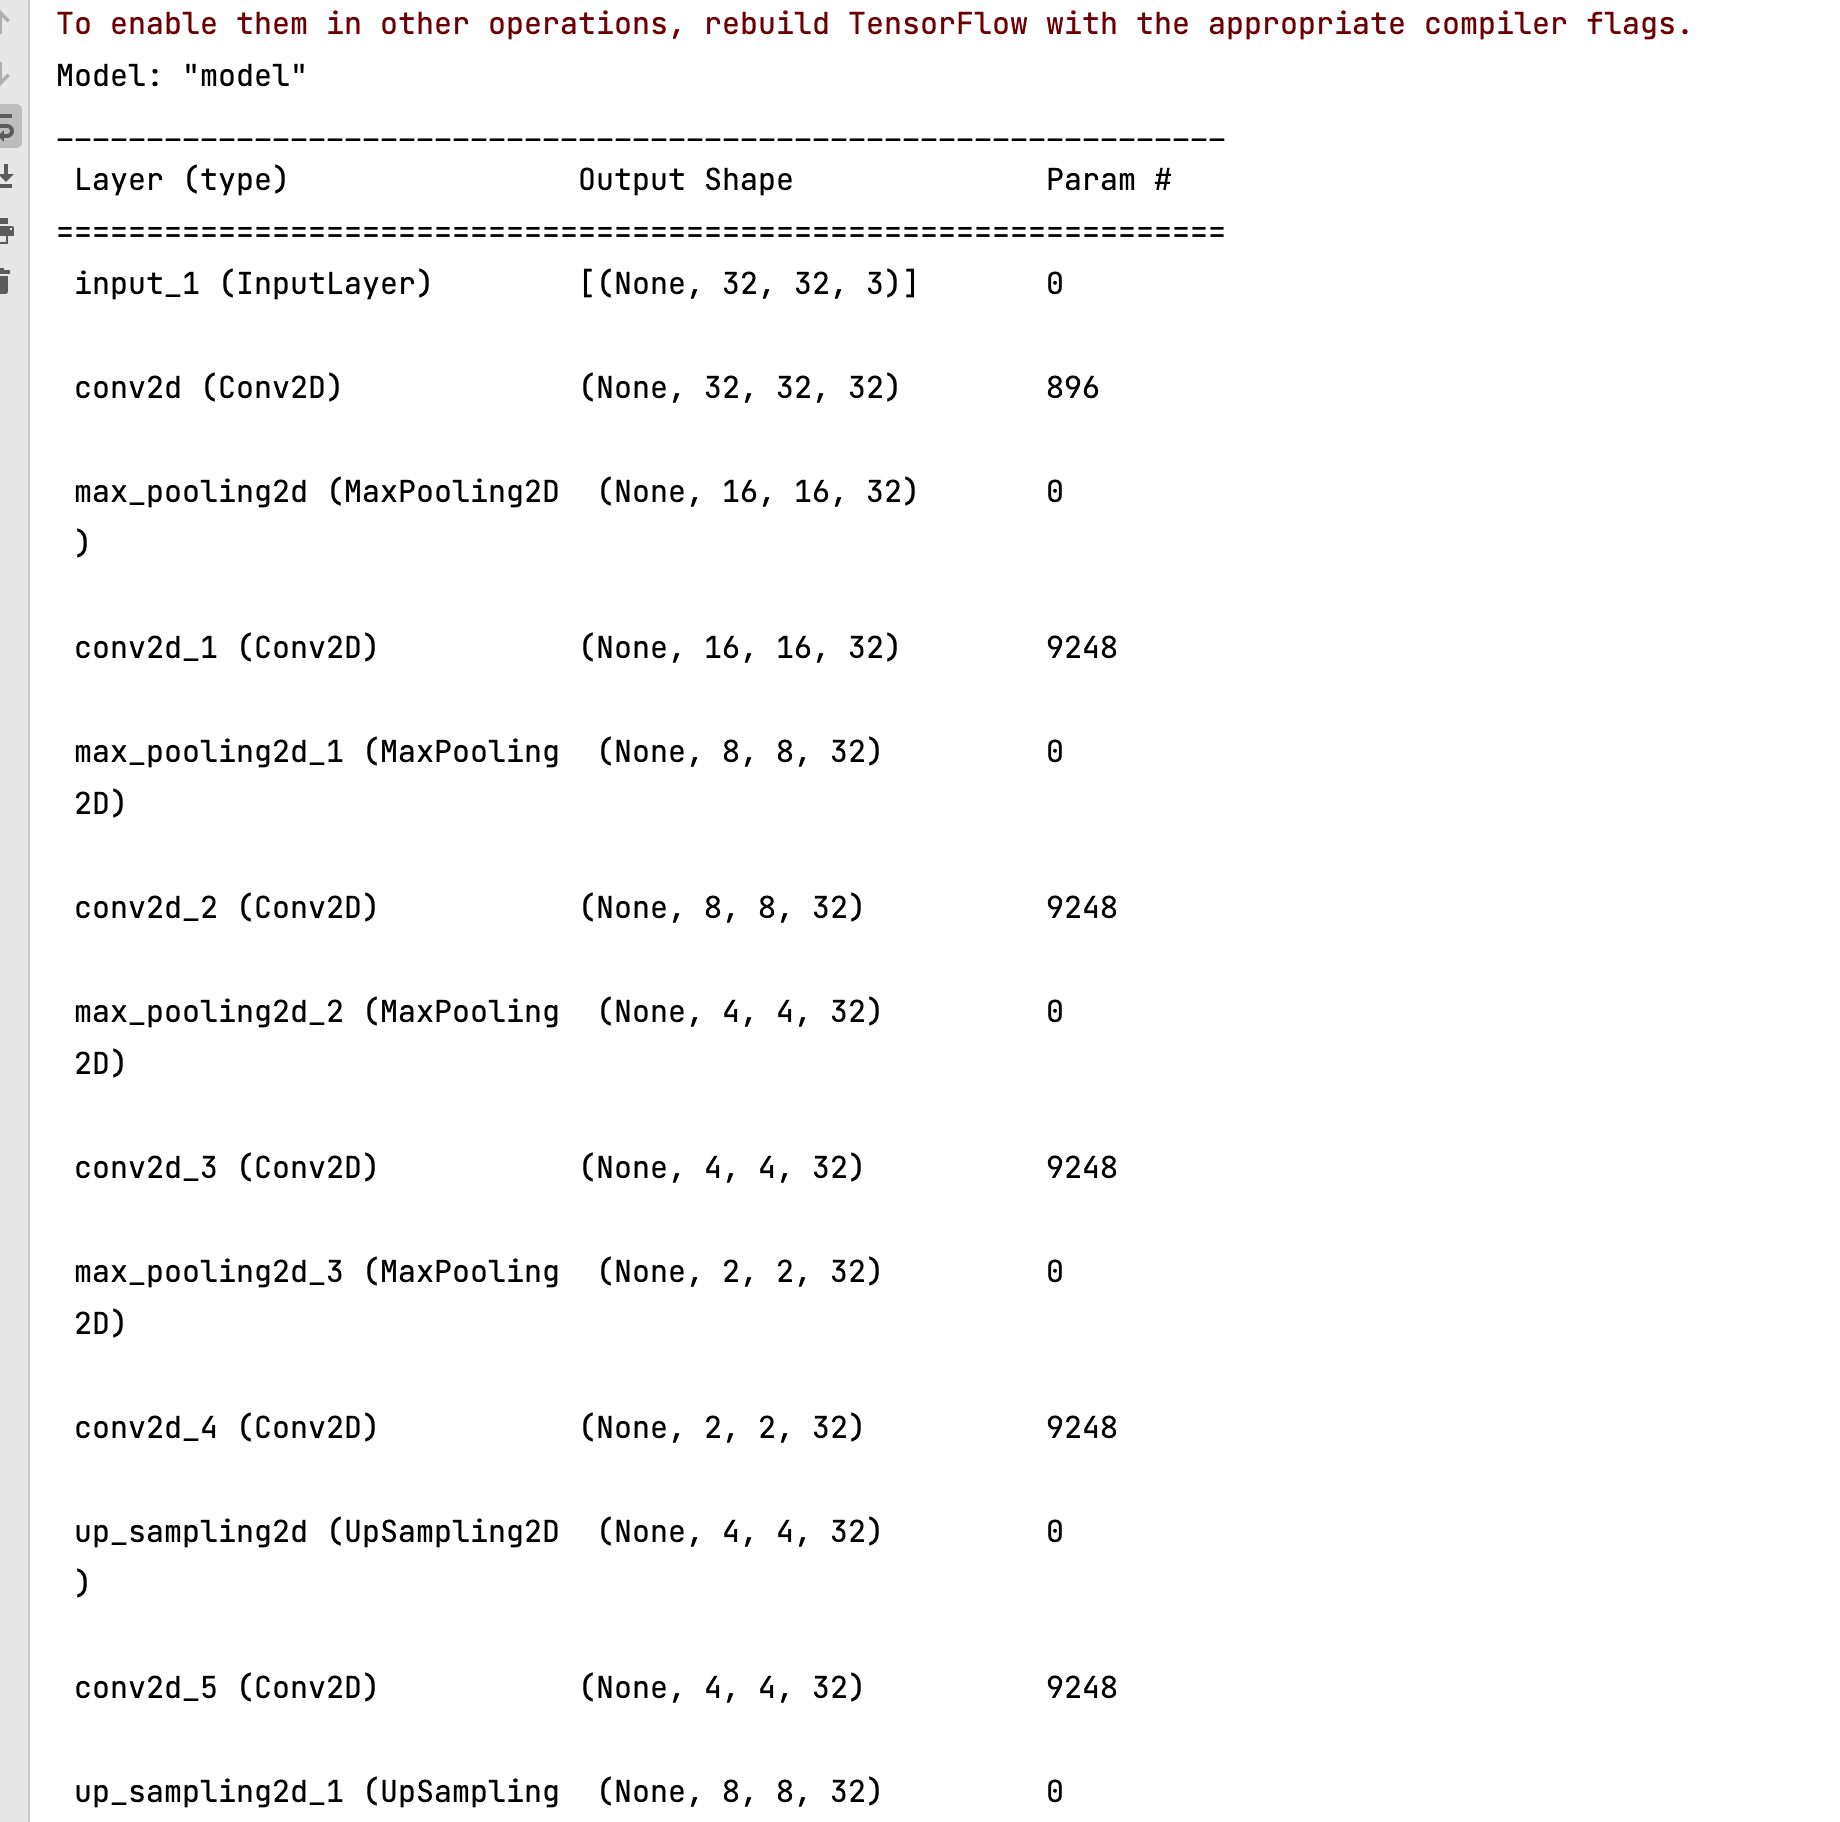 To enable them in other operations, rebuild TensorFlow with the appropriate compiler flags.
Model: "model"
_________________________________________________________________
 Layer (type)                Output Shape              Param #
=================================================================
 input_1 (InputLayer)        [(None, 32, 32, 3)]       0
 conv2d (Conv2D)             (None, 32, 32, 32)        896
 max_pooling2d (MaxPooling2D  (None, 16, 16, 32)       0
 )
 conv2d_1 (Conv2D)           (None, 16, 16, 32)        9248
 max_pooling2d_1 (MaxPooling  (None, 8, 8, 32)         0
 2D)
 conv2d_2 (Conv2D)           (None, 8, 8, 32)          9248
 max_pooling2d_2 (MaxPooling  (None, 4, 4, 32)         0
 2D)
 conv2d_3 (Conv2D)           (None, 4, 4, 32)          9248
 max_pooling2d_3 (MaxPooling  (None, 2, 2, 32)         0
 2D)
 conv2d_4 (Conv2D)           (None, 2, 2, 32)          9248
 up_sampling2d (UpSampling2D  (None, 4, 4, 32)         0
 )
 conv2d_5 (Conv2D)           (None, 4, 4, 32)          9248
 up_sampling2d_1 (UpSampling  (None, 8, 8, 32)         0